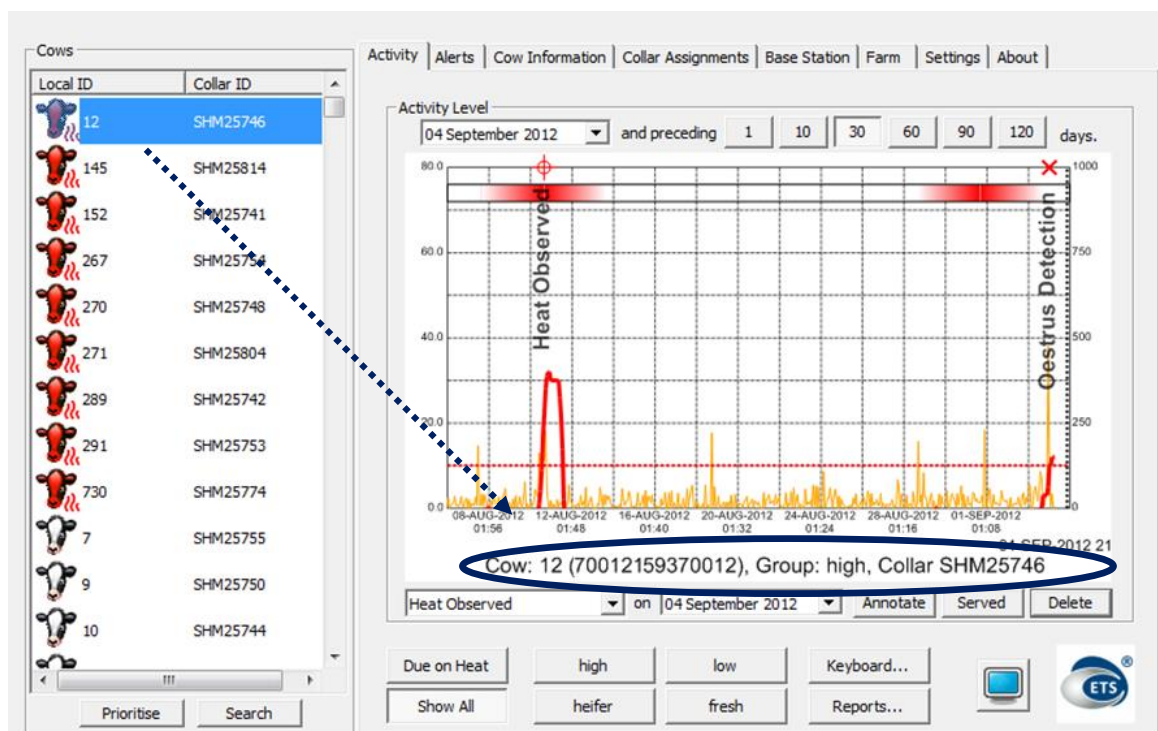 Cows
Local ID Collar ID
12 SHM25746
145 SHM25814
152 SHM25741
267 SHM25754
270 SHM25748
271 SHM25804
289 SHM25742
291 SHM25753
730 SHM25774
7 SHM25755
9 SHM25750
10 SHM25744
Prioritise Search
Activity Alerts Cow Information Collar Assignments Base Station Farm Settings About
Activity Level
04 September 2012 and preceding 1 10 30 60 90 120 days.
80.0 1000
60.0 750
40.0 500
20.0 250
0.0 0
Heat Observed
Oestrus Detection
08-AUG-2012 12-AUG-2012 16-AUG-2012 20-AUG-2012 24-AUG-2012 28-AUG-2012 01-SEP-2012
01:56 01:48 01:40 01:32 01:24 01:16 01:08
04-SEP-2012 21
Cow: 12 (70012159370012), Group: high, Collar SHM25746
Heat Observed on 04 September 2012 Annotate Served Delete
Due on Heat high low Keyboard...
Show All heifer fresh Reports...
ETS®